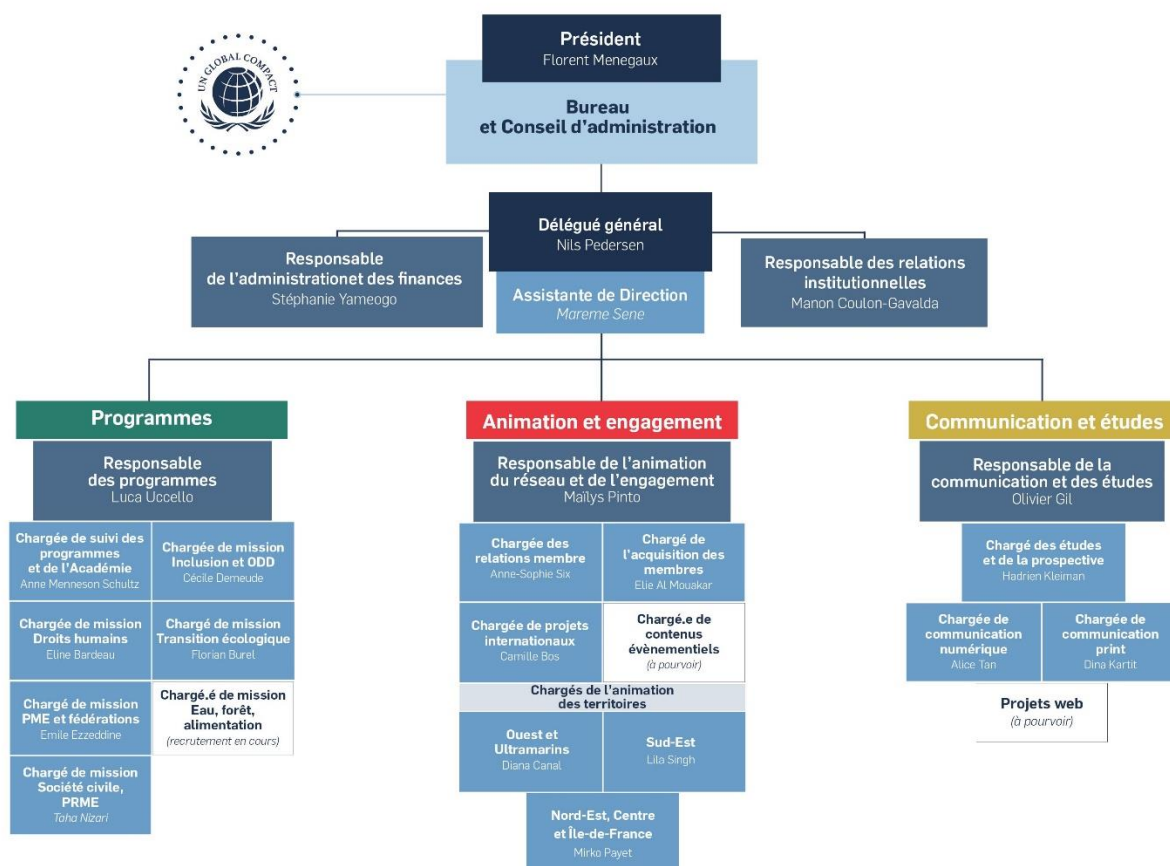 UN GLOBAL COMPACT
Président
Florent Menegaux
Bureau
et Conseil d'administration
Délégué général
Nils Pedersen
Responsable
de l'administrationet des finances
Stéphanie Yameogo
Assistante de Direction
Mareme Sene
Responsable des relations
institutionnelles
Manon Coulon-Gavalda
Programmes
Responsable
des programmes
Luca Uccello
Chargée de suivi des
programmes
et de l'Académie
Anne Menneson Schultz
Chargée de mission
Inclusion et ODD
Cécile Demeude
Chargée de mission
Droits humains
Eline Bardeau
Chargé de mission
Transition écologique
Florian Burel
Chargé de mission
PME et fédérations
Emile Ezzeddine
Chargé.é de mission
Eau, forêt,
alimentation
(recrutement en cours)
Chargé de mission
Société civile,
PRME
Taha Nizari
Animation et engagement
Responsable de l'animation
du réseau et de l'engagement
Maïlys Pinto
Chargée des
relations membre
Anne-Sophie Six
Chargé de
l'acquisition des
membres
Elie Al Mouakar
Chargée de projets
internationaux
Camille Bos
Chargé.e de
contenus
évènementiels
(à pourvoir)
Chargés de l'animation
des territoires
Ouest et
Ultramarins
Diana Canal
Sud-Est
Lila Singh
Nord-Est, Centre
et Île-de-France
Mirko Payet
Communication et études
Responsable de la
communication et des études
Olivier Gil
Chargé des études
et de la prospective
Hadrien Kleiman
Chargée de
communication
numérique
Alice Tan
Chargée de
communication
print
Dina Kartit
Projets web
(à pourvoir)